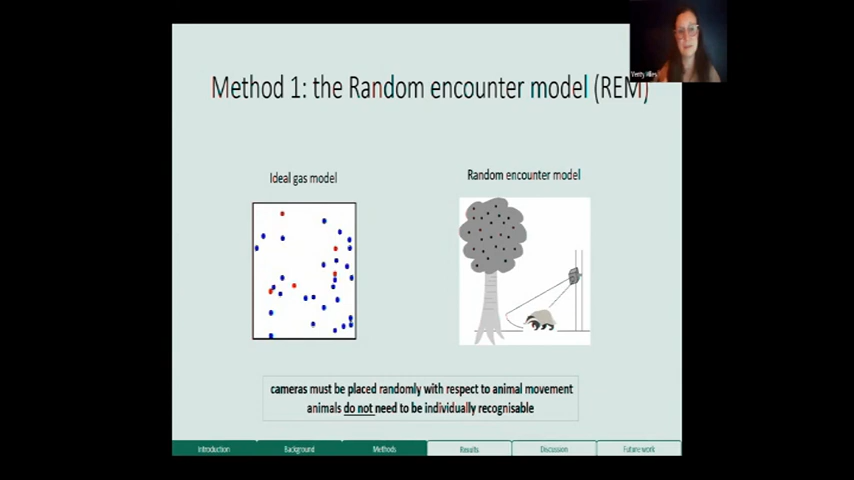 Method 1: the Random encounter model (REM)
Ideal gas model
Random encounter model
cameras must be placed randomly with respect to animal movement
animals do not need to be individually recognisable
Introduction
Background
Methods
Results
Discussion
Future work